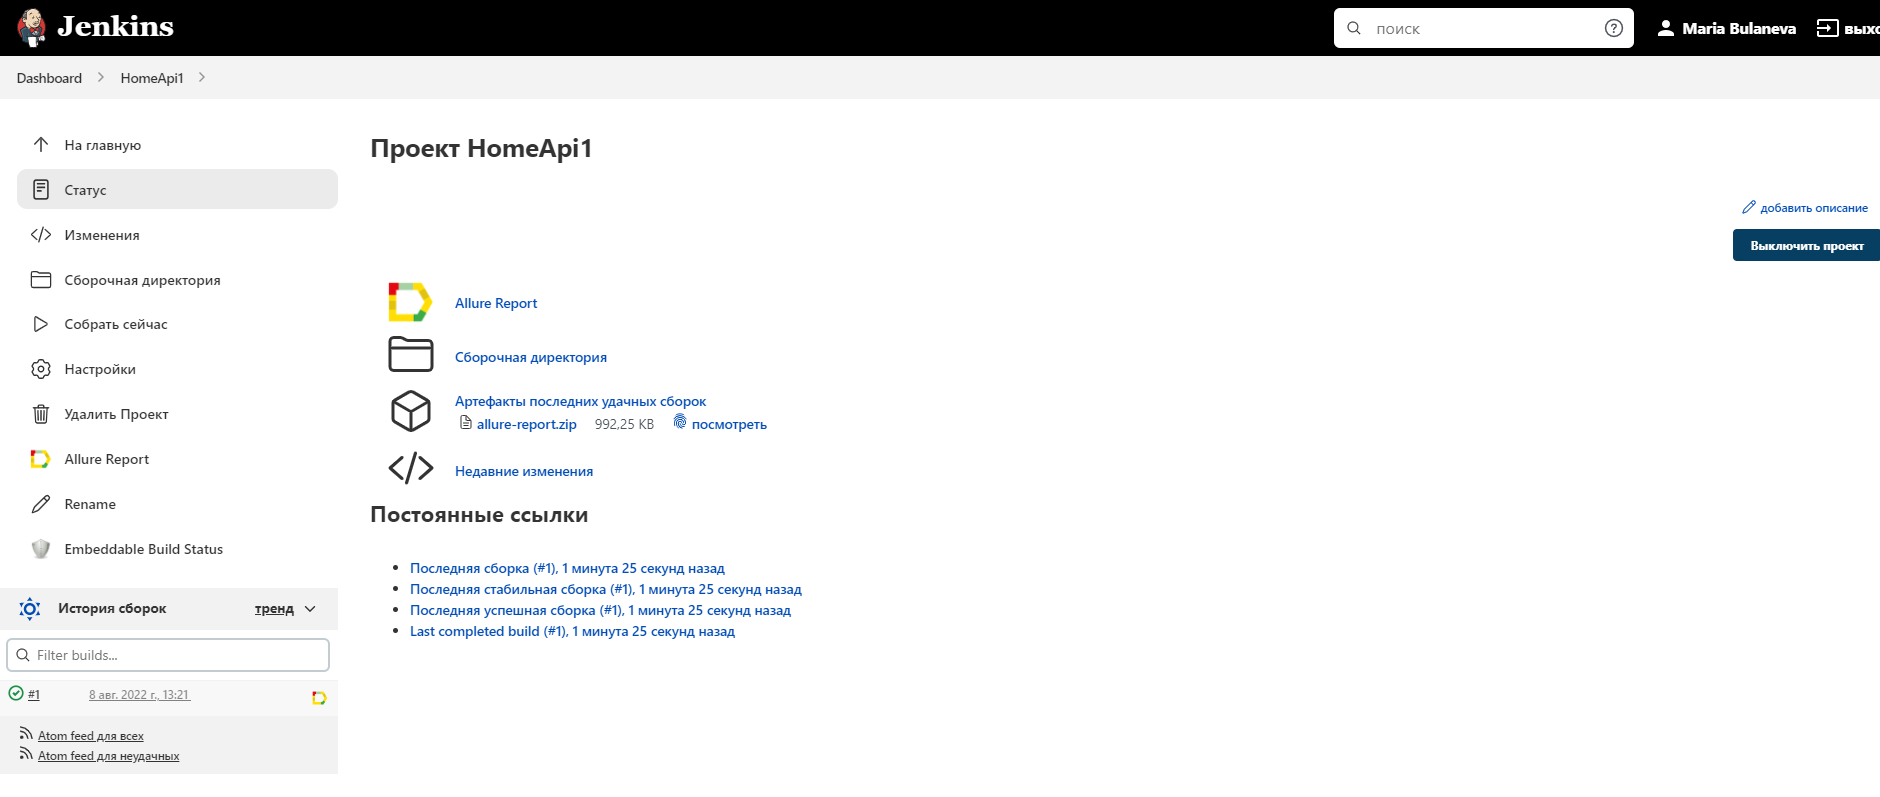 Jenkins
поиск
Maria Bulaneva
выхо
Dashboard
HomeApi1
На главную
Статус
Изменения
Сборочная директория
Собрать сейчас
Настройки
Удалить Проект
Allure Report
Rename
Embeddable Build Status
История сборок
тренд
Filter builds...
#1
8 авг. 2022 г., 13:21
Atom feed для всех
Atom feed для неудачных
Проект HomeApi1
добавить описание
Выключить проект
Allure Report
Сборочная директория
Артефакты последних удачных сборок
allure-report.zip 992,25 KB посмотреть
Недавние изменения
Постоянные ссылки
Последняя сборка (#1), 1 минута 25 секунд назад
Последняя стабильная сборка (#1), 1 минута 25 секунд назад
Последняя успешная сборка (#1), 1 минута 25 секунд назад
Last completed build (#1), 1 минута 25 секунд назад